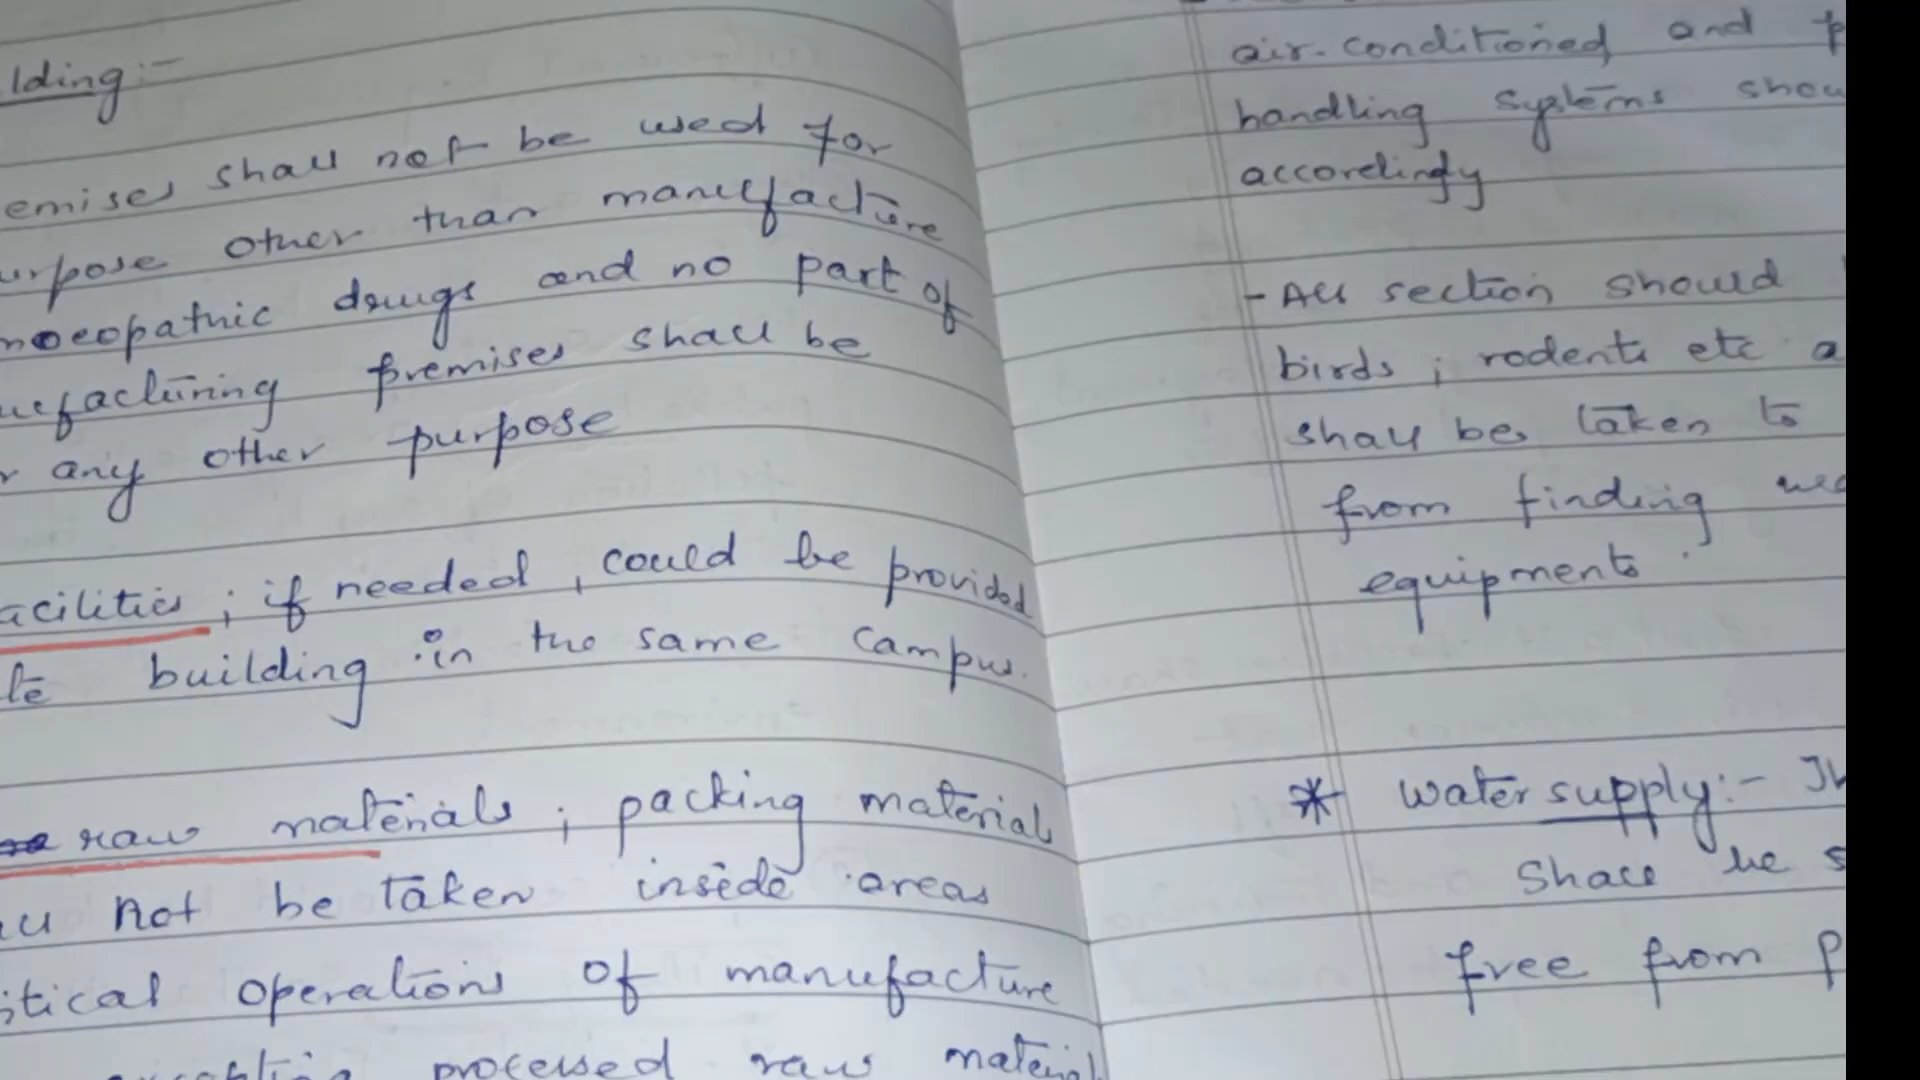 lding:-
emises shall not be used for
urpose other than manufacture
moeopathic drugs and no part of
ufacturing premises shall be
r any other purpose
acilities ; if needed , could be provided
te building in the same campus.
raw materials ; packing material
not be taken inside areas
itical operations of manufacture
processed raw material
air-conditioned and p
handling systems shou
accordingly
- All section should
birds ; rodents etc a
shall be taken to
from finding
equipments .
* Water supply:-
Shall be s
free from p